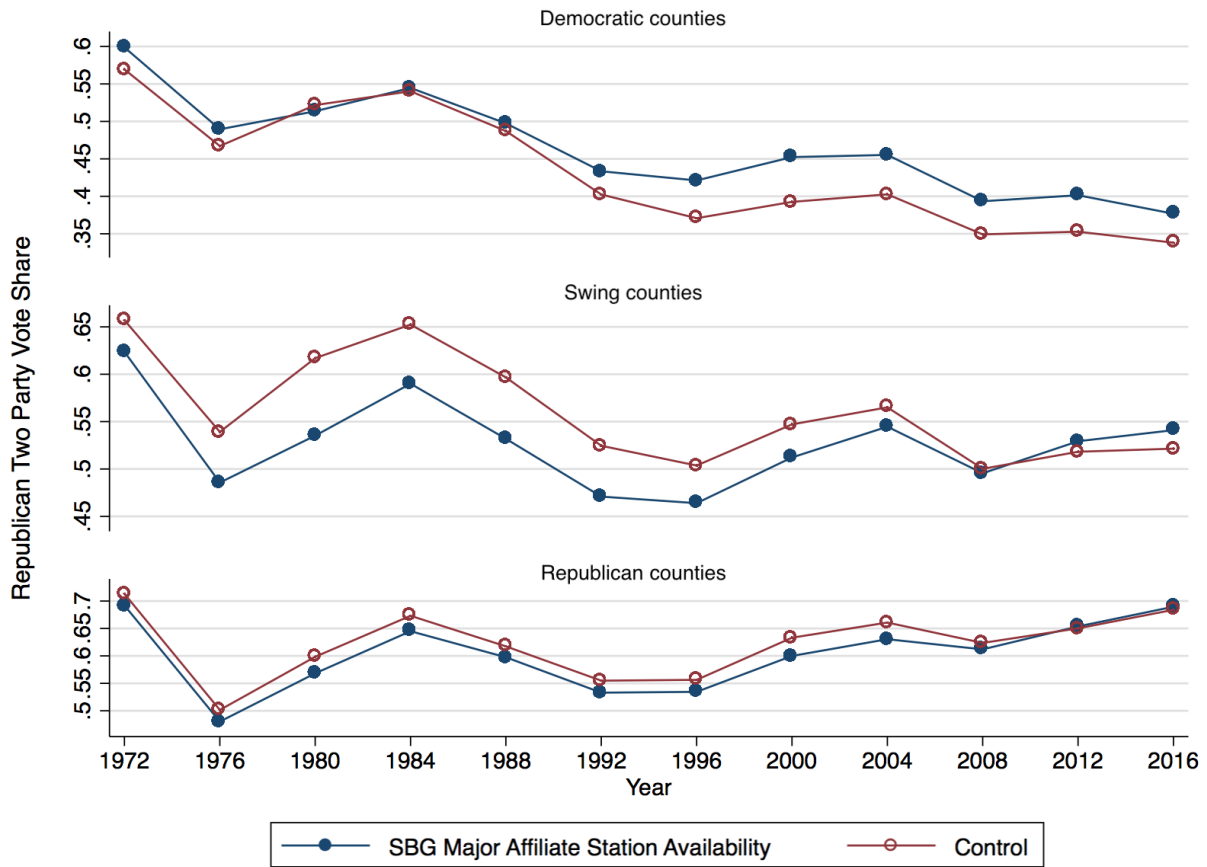 Democratic counties
.6
.55
.5
.45
.4
.35
Swing counties
.65
.6
.55
.5
.45
Republican counties
.7
.65
.6
.55
.5
Republican Two Party Vote Share
1972 1976 1980 1984 1988 1992 1996 2000 2004 2008 2012 2016
Year
SBG Major Affiliate Station Availability Control